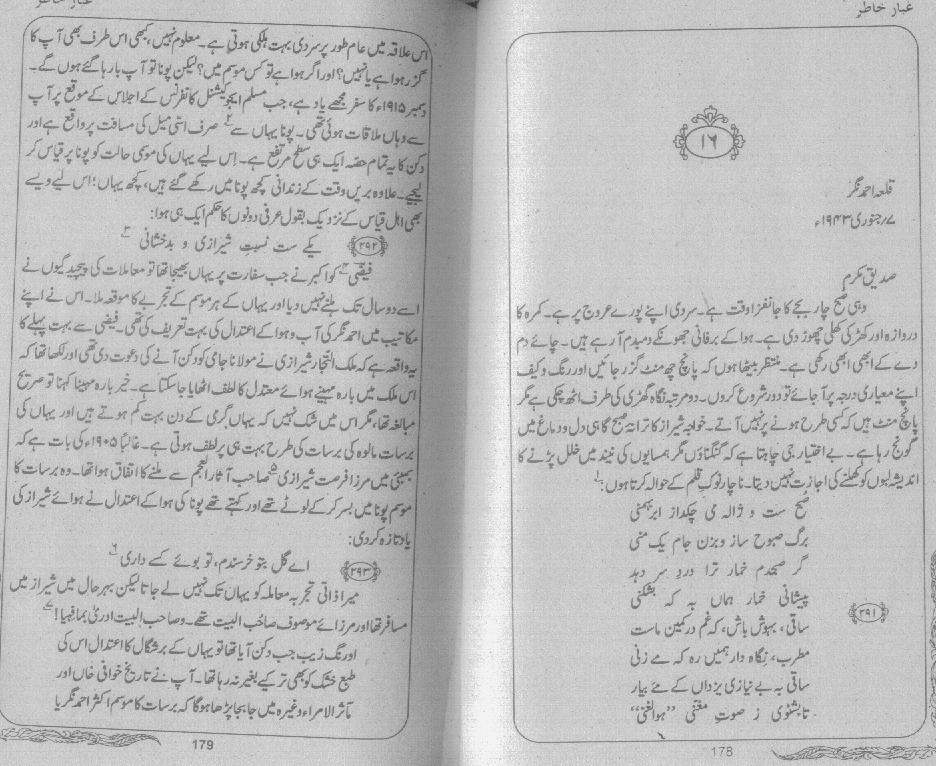 غبارِ خاطر
۱۶
قلعہ احمد نگر
۷؍ جنوری ۱۹۴۳ء
صدیق مکرم
وہی صبح چار بجے کا جانفزا وقت ہے۔ سردی اپنے پورے عروج پر ہے۔ کمرہ کا
دروازہ اور کھڑکی کھلی چھوڑ دی ہے۔ ہوا کے برفانی جھونکے دمبدم آ رہے ہیں۔ چائے دم
دے کے ابھی ابھی رکھی ہے۔ منتظر بیٹھا ہوں کہ پانچ چھ منٹ گزر جائیں اور رنگ و کیف
اپنے معیاری درجہ پر آ جائے تو دور شروع کروں۔ دو مرتبہ نگاہ گھڑی کی طرف اٹھ چکی ہے مگر
پانچ منٹ ہیں کہ کسی طرح ہونے پر نہیں آتے۔ خواجہ شیراز کا ترانۂ صبح گاہی دل و دماغ میں
گونج رہا ہے۔ بے اختیار جی چاہتا ہے کہ گنگناؤں مگر ہمسایوں کی نیند میں خلل پڑنے کا
اندیشہ لبوں کو کھلنے کی اجازت نہیں دیتا۔ ناچار نوکِ قلم کے حوالہ کرتا ہوں:۱
صُبح ست و ژالہ می چکد از ابرِ بہمنی
برگ صبوح ساز و بزن جام یک منی
گر صبحدم خمار ترا دردِ سر دہد
پیشانی خمار ہماں بہ کہ بشکنی
۲۹۱
ساقی، بہوش باش، کہ غم در کمین ماست
مطرب، نگاہ دار ہمیں رہ کہ مے زنی
ساقی بہ بے نیازی یزداں کے مے بیار
تا بشنوی ز صوتِ مغنّی ’’ہو الغنی‘‘
178
غبارِ خاطر
اس علاقہ میں عام طور پر سردی بہت ہلکی ہوتی ہے۔ معلوم نہیں، کبھی اس طرف بھی آپ کا
گزر ہوا ہے یا نہیں؟ اور اگر ہوا ہے تو کس موسم میں؟ لیکن پونا تو آپ بارہا گئے ہوں گے۔
دسمبر ۱۹۱۵ء کا سفر مجھے یاد ہے، جب مسلم ایجوکیشنل کانفرنس کے اجلاس کے موقع پر آپ
سے وہاں ملاقات ہوئی تھی۔ پونا یہاں سے۲ صرف اسّی میل کی مسافت پر واقع ہے اور
دکن کا یہ تمام حصہ ایک ہی سطح مرتفع ہے۔ اِس لیے یہاں کی موسمی حالت کو پونا پر قیاس کر
لیجیے۔ علاوہ بریں وقت کے زندانی کچھ پونا میں رکھے گئے ہیں، کچھ یہاں؛ اس لیے ویسے
بھی اہلِ قیاس کے نزدیک بقول عرفی دونوں کا حکم ایک ہی ہوا:
۲۹۲ یکے ست نسبتِ شیرازی و بدخشانی ۳
فیضی۴ کو اکبر نے جب سفارت پر یہاں بھیجا تھا تو معاملات کی پیچیدگیوں نے
اسے دو سال تک ہلنے نہیں دیا اور یہاں کے ہر موسم کے تجربے کا موقعہ ملا۔ اس نے اپنے
مکاتیب میں احمد نگر کی آب و ہوا کے اعتدال کی بہت تعریف کی تھی۔ فیضی سے بہت پہلے کا
یہ واقعہ ہے کہ ملک التجار شیرازی نے مولانا جامی کو دکن آنے کی دعوت دی تھی اور لکھا تھا کہ
اس ملک میں بارہ مہینے ہوائے معتدل کا لطف اٹھایا جا سکتا ہے۔ خیر بارہ مہینا کہنا تو صریح
مبالغہ تھا، مگر اس میں شک نہیں کہ یہاں گرمی کے دن بہت کم ہوتے ہیں اور یہاں کی
برسات مالوہ کی برسات کی طرح بہت ہی پر لطف ہوتی ہے۔ غالبًا ۱۹۰۵ء کی بات ہے کہ
بمبئی میں مرزا فرصت شیرازی۵ صاحب آثار العجم سے ملنے کا اتفاق ہوا تھا۔ وہ برسات کا
موسم پونا میں بسر کر کے لوٹے تھے اور کہتے تھے پونا کی ہوا کے اعتدال نے ہوائے شیراز کی
یاد تازہ کر دی:
۲۹۳ اے گل بتو خرسندم، تو بوئے کسے داری ۶
میرا ذاتی تجربہ معاملہ کو یہاں تک نہیں لے جاتا لیکن بہرحال میں شیراز میں
مسافر تھا اور مرزائے موصوف صاحب البیت تھے۔ و صاحب البیت ادریٰ بما فیہا!۷
اورنگ زیب جب دکن آیا تھا تو یہاں کے برشگال کا اعتدال اس کی
طبع خشک کو بھی تر کیے بغیر نہ رہا تھا۔ آپ نے تاریخ خوافی خاں اور
مآثر الامراء وغیرہ میں جا بجا پڑھا ہوگا کہ برسات کا موسم اکثر احمد نگر یا
179